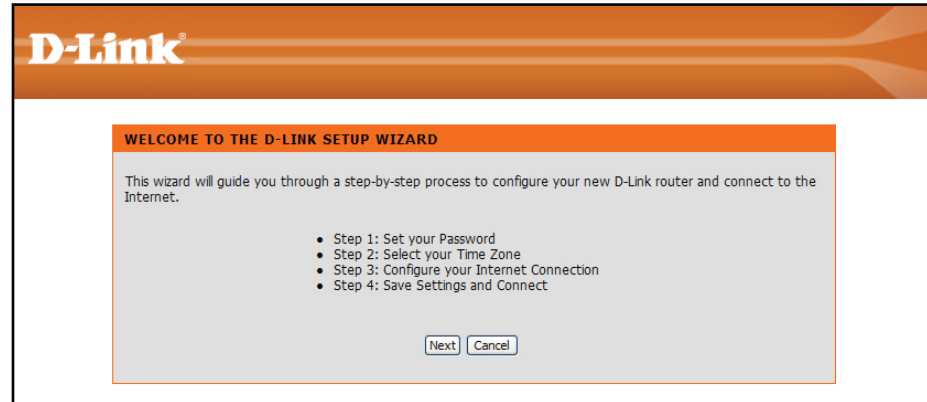 D-Link®
WELCOME TO THE D-LINK SETUP WIZARD
This wizard will guide you through a step-by-step process to configure your new D-Link router and connect to the
Internet.
• Step 1: Set your Password
• Step 2: Select your Time Zone
• Step 3: Configure your Internet Connection
• Step 4: Save Settings and Connect
Next Cancel